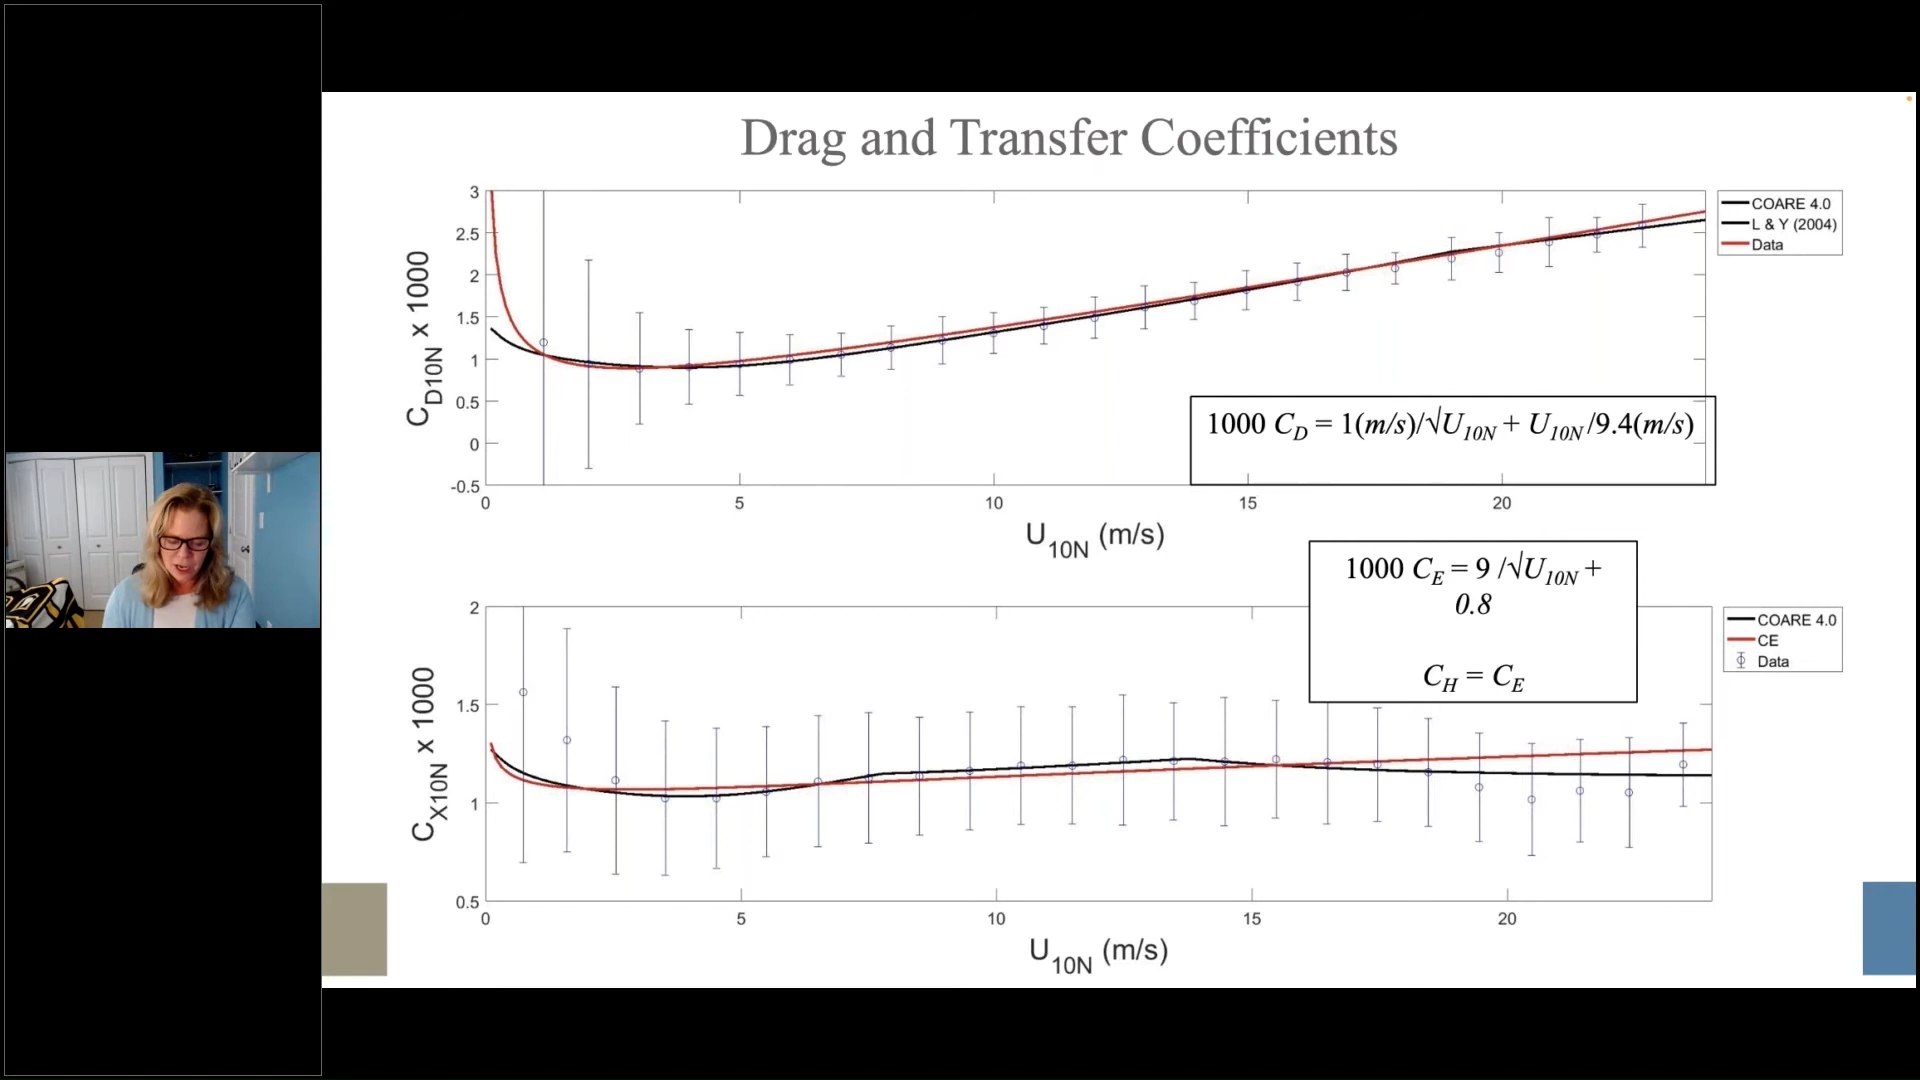 Drag and Transfer Coefficients
3
2.5
2
1.5
1
0.5
0
-0.5
C_D10N x 1000
COARE 4.0
L & Y (2004)
Data
1000 C_D = 1(m/s)/√U_10N + U_10N/9.4(m/s)
0 5 10 15 20
U_10N (m/s)
1000 C_E = 9 /√U_10N +
0.8
C_H = C_E
2
1.5
1
0.5
C_X10N x 1000
COARE 4.0
CE
Data
0 5 10 15 20
U_10N (m/s)